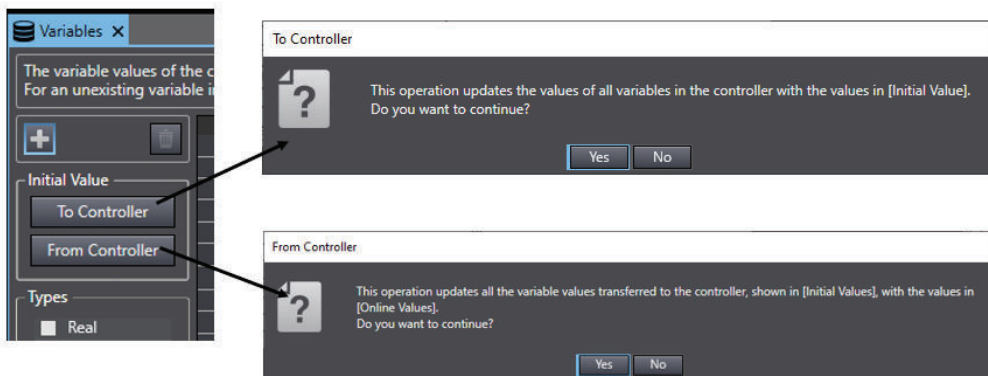 Variables
The variable values of the c
For an unexisting variable i
Initial Value
To Controller
From Controller
Types
Real
To Controller
This operation updates the values of all variables in the controller with the values in [Initial Value].
Do you want to continue?
Yes No
From Controller
This operation updates all the variable values transferred to the controller, shown in [Initial Values], with the values in
[Online Values].
Do you want to continue?
Yes No